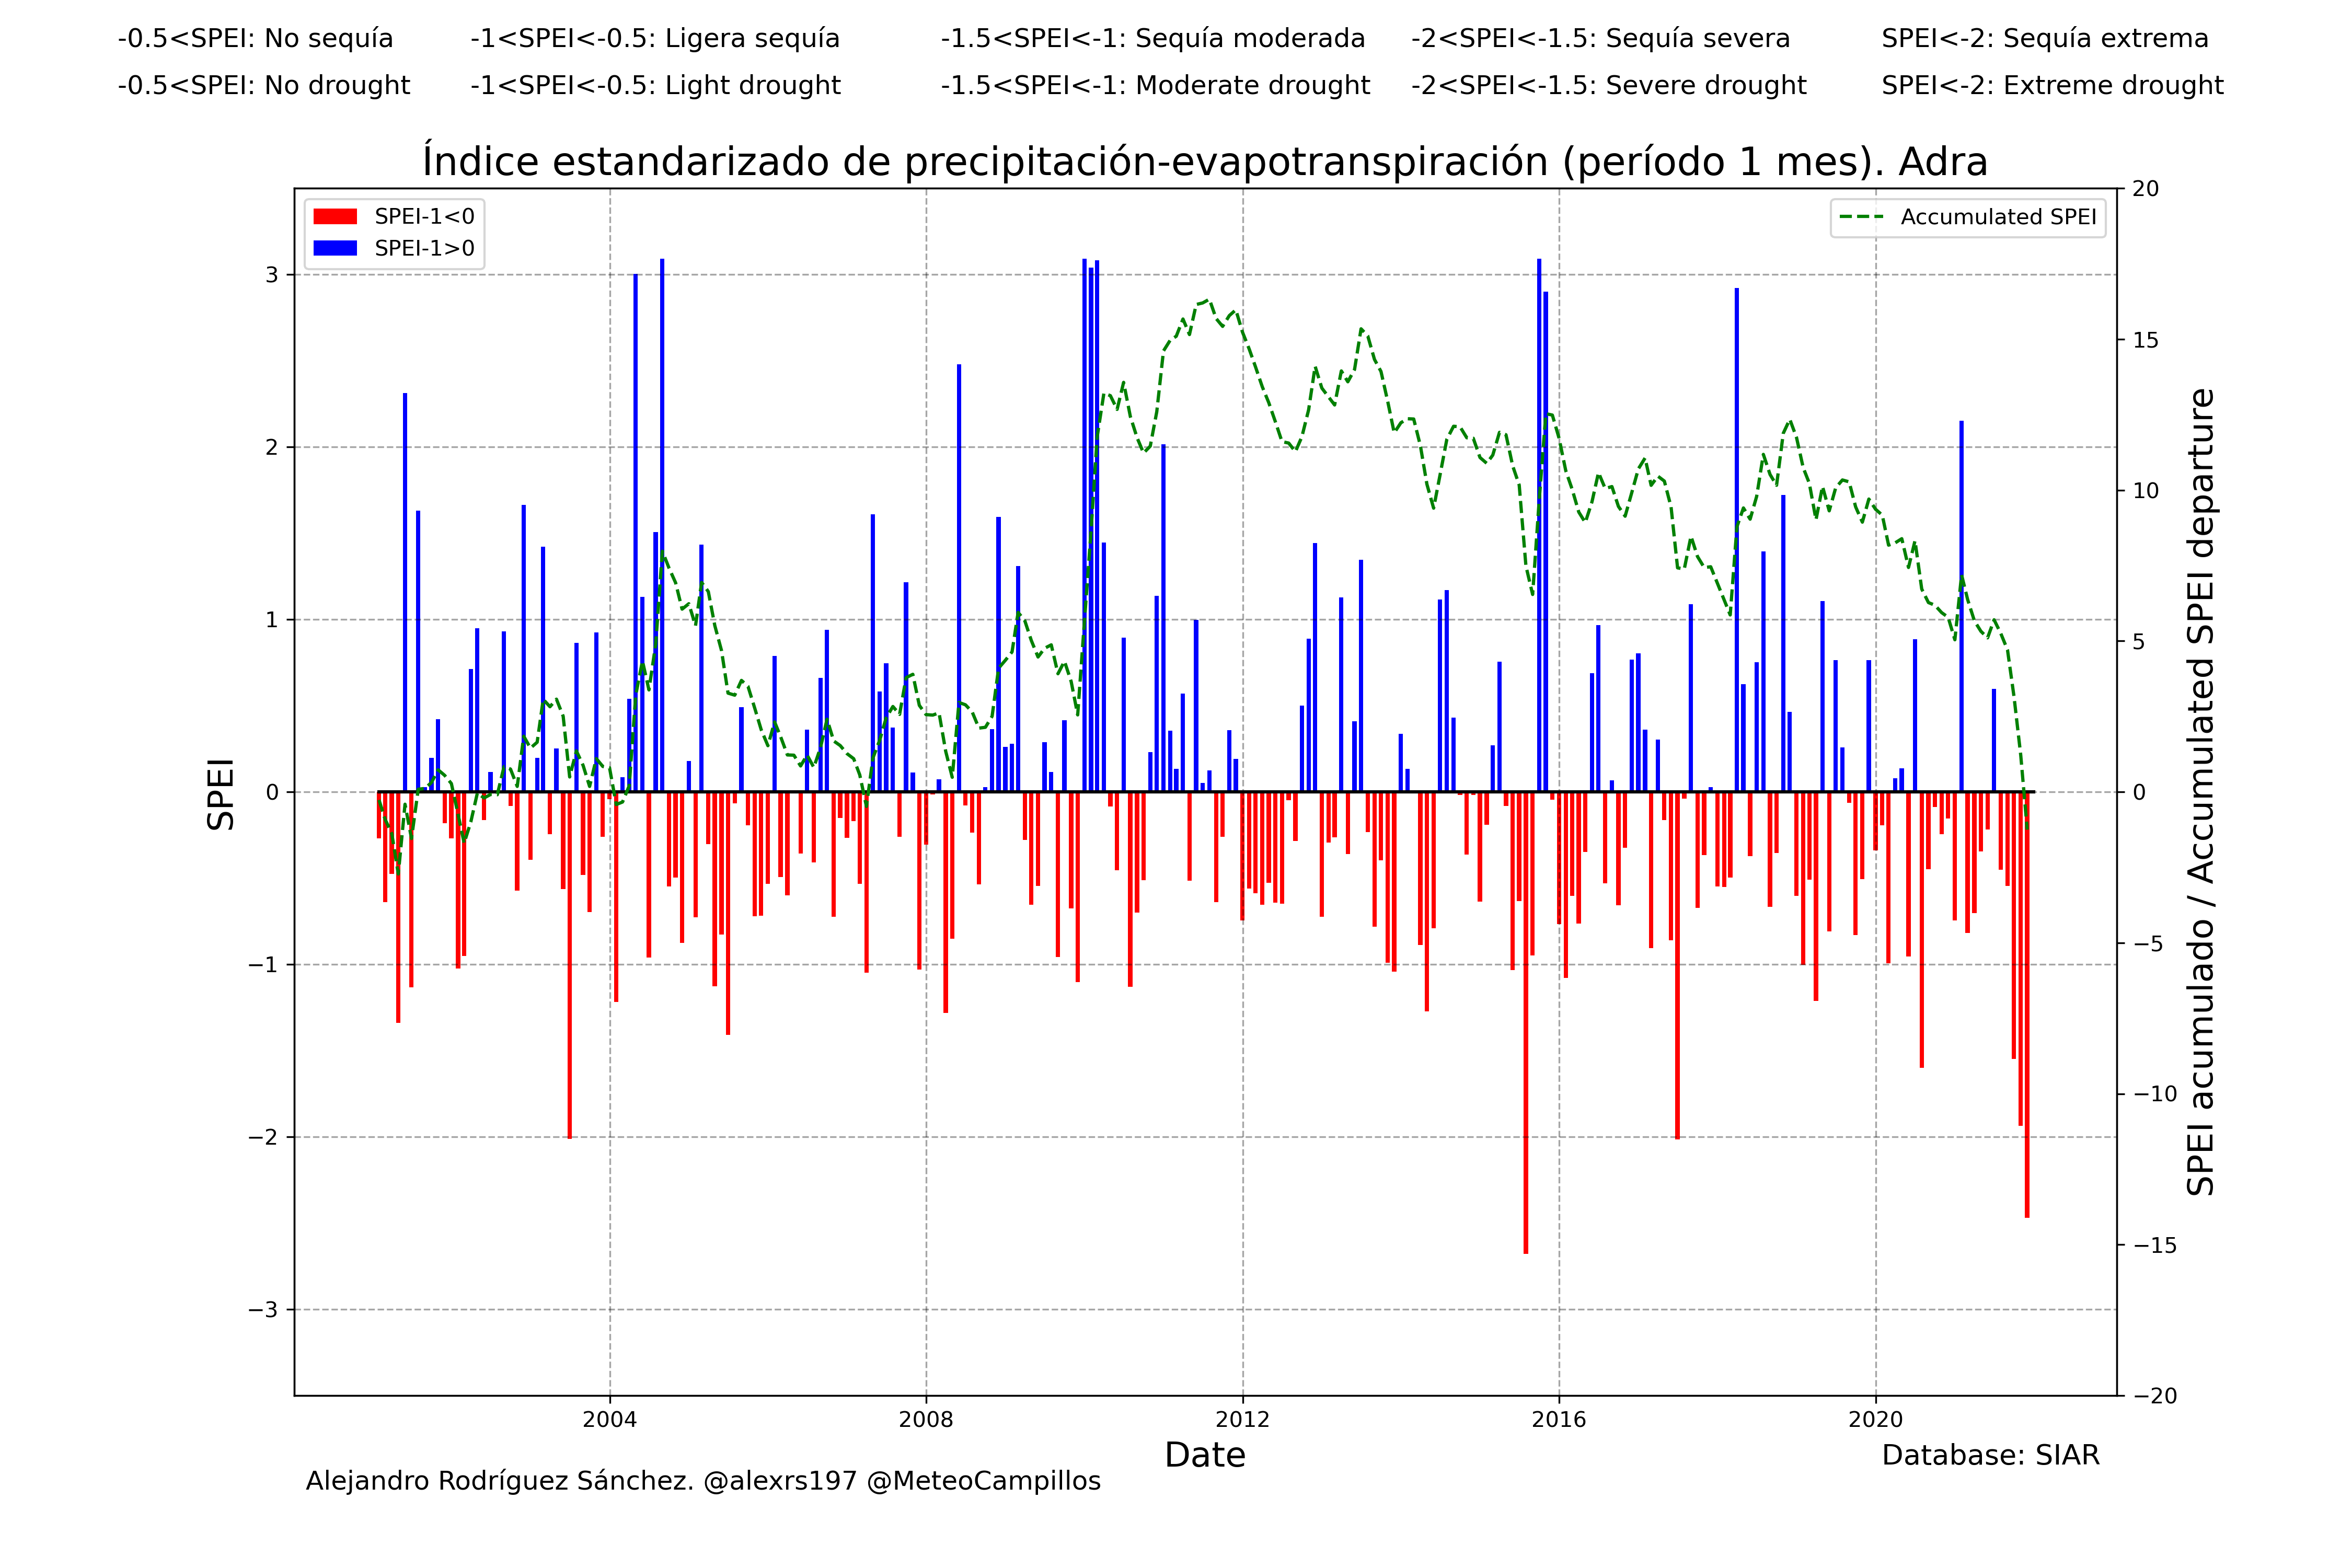 -0.5<SPEI: No sequía -1<SPEI<-0.5: Ligera sequía -1.5<SPEI<-1: Sequía moderada -2<SPEI<-1.5: Sequía severa SPEI<-2: Sequía extrema
-0.5<SPEI: No drought -1<SPEI<-0.5: Light drought -1.5<SPEI<-1: Moderate drought -2<SPEI<-1.5: Severe drought SPEI<-2: Extreme drought
Índice estandarizado de precipitación-evapotranspiración (período 1 mes). Adra
SPEI-1<0
SPEI-1>0
Accumulated SPEI
SPEI
3
2
1
0
−1
−2
−3
20
15
10
5
0
−5
−10
−15
−20
SPEI acumulado / Accumulated SPEI departure
2004 2008 2012 2016 2020
Date
Database: SIAR
Alejandro Rodríguez Sánchez. @alexrs197 @MeteoCampillos